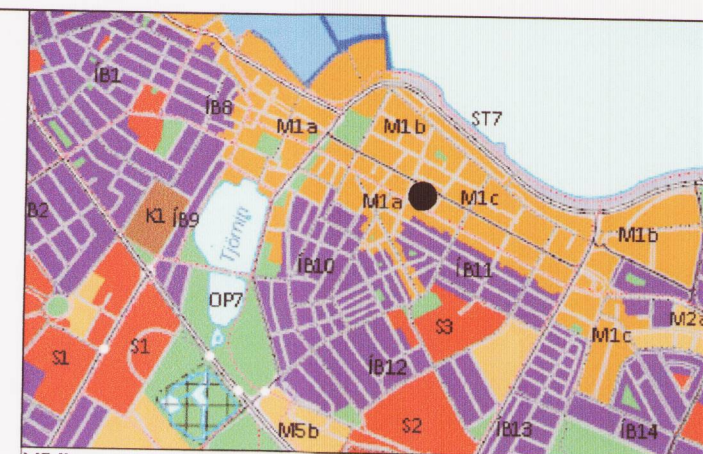 ÍB1
ÍB8
M1a
M1b
ST7
ÍB2
K1
ÍB9
M1a
M1c
M1b
Tjörnin
ÍB10
ÍB11
OP7
S3
M1c
M2a
S1
S1
ÍB12
S2
M5b
ÍB13
ÍB14